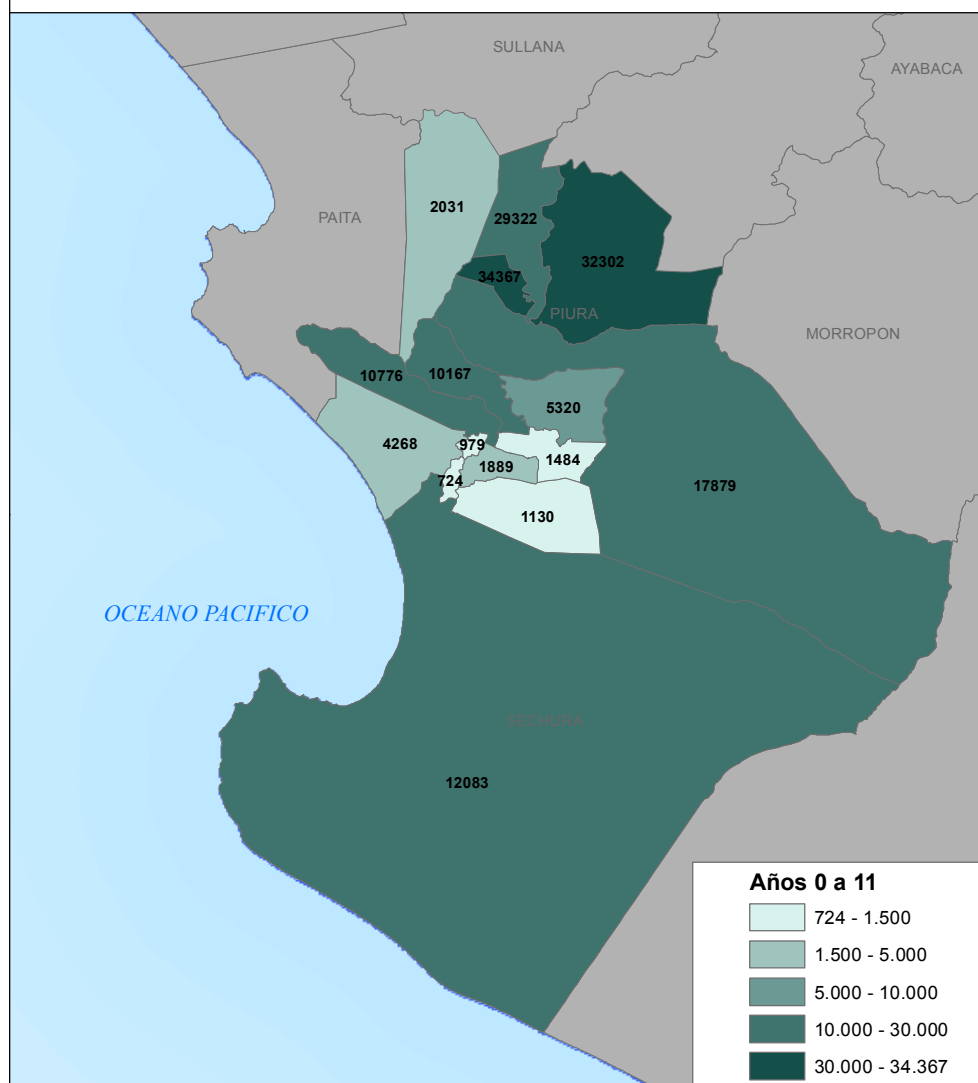 SULLANA
AYABACA
2031
29322
PAITA
32302
34367
PIURA
MORROPON
10776
10167
5320
4268
979
1484
1889
724
17879
1130
OCEANO PACIFICO
SECHURA
12083
Años 0 a 11
724 - 1.500
1.500 - 5.000
5.000 - 10.000
10.000 - 30.000
30.000 - 34.367